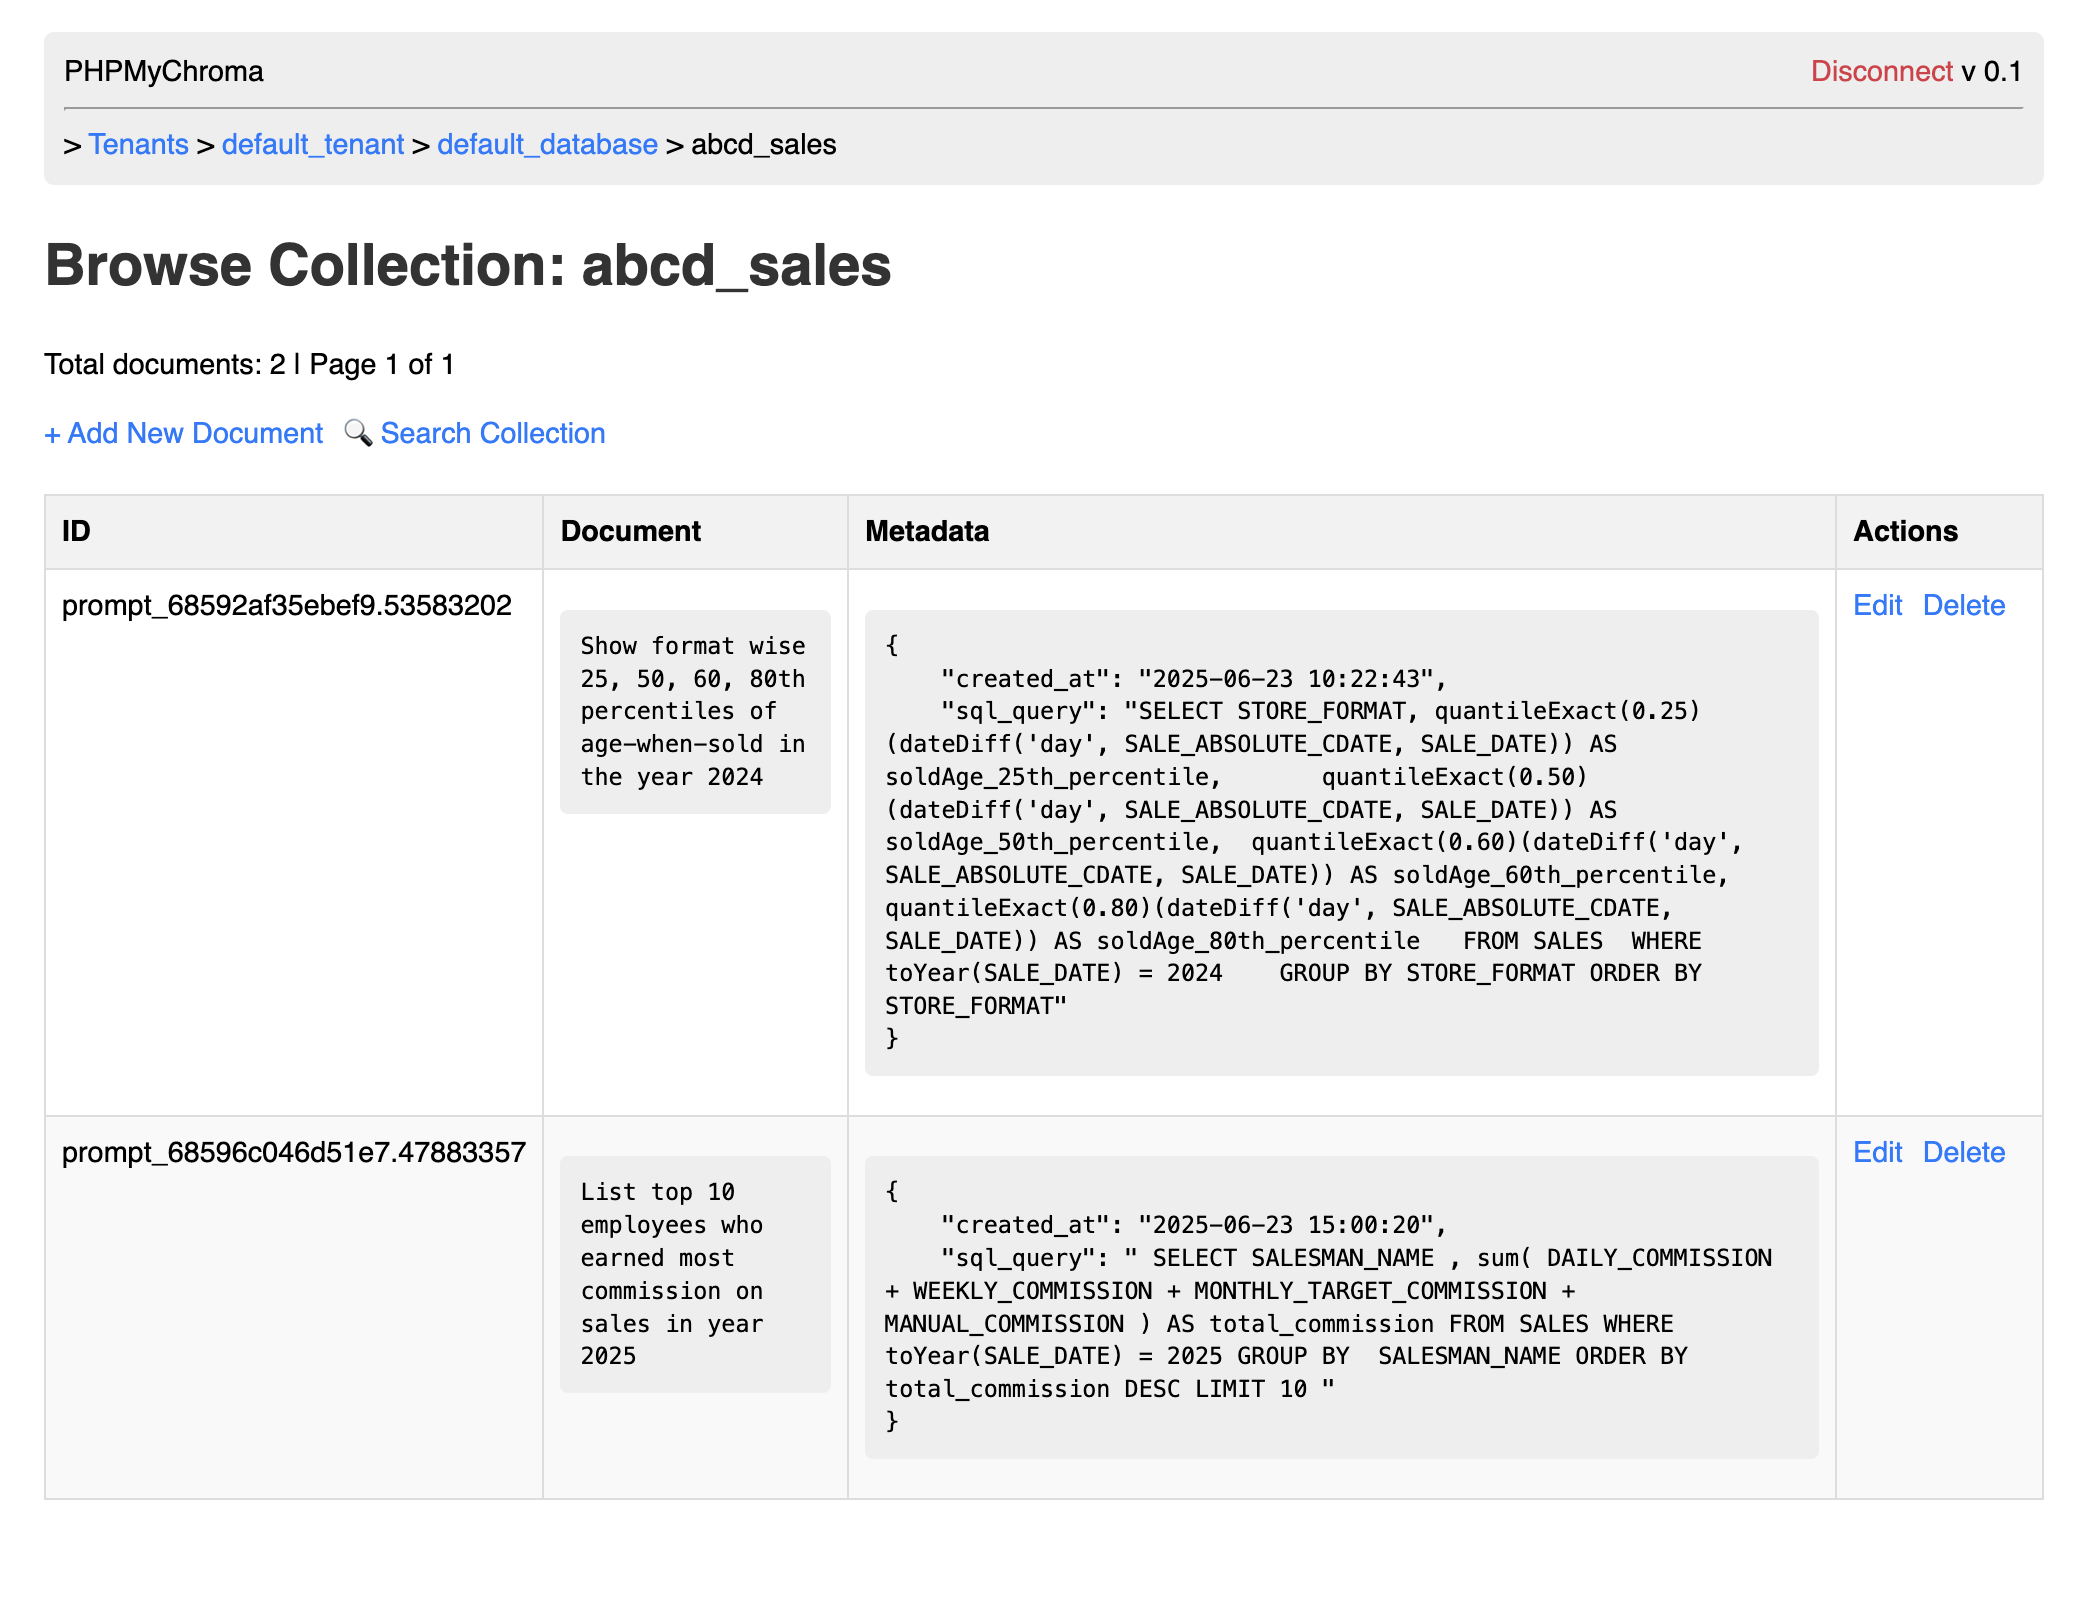 PHPMyChroma
Disconnect v 0.1
> Tenants > default_tenant > default_database > abcd_sales
Browse Collection: abcd_sales
Total documents: 2 | Page 1 of 1
+ Add New Document 🔍 Search Collection
ID Document Metadata Actions
prompt_68592af35ebef9.53583202
Show format wise
25, 50, 60, 80th
percentiles of
age-when-sold in
the year 2024
{
    "created_at": "2025-06-23 10:22:43",
    "sql_query": "SELECT STORE_FORMAT, quantileExact(0.25)
(dateDiff('day', SALE_ABSOLUTE_CDATE, SALE_DATE)) AS
soldAge_25th_percentile,       quantileExact(0.50)
(dateDiff('day', SALE_ABSOLUTE_CDATE, SALE_DATE)) AS
soldAge_50th_percentile,  quantileExact(0.60)(dateDiff('day',
SALE_ABSOLUTE_CDATE, SALE_DATE)) AS soldAge_60th_percentile,
quantileExact(0.80)(dateDiff('day', SALE_ABSOLUTE_CDATE,
SALE_DATE)) AS soldAge_80th_percentile   FROM SALES  WHERE
toYear(SALE_DATE) = 2024    GROUP BY STORE_FORMAT ORDER BY
STORE_FORMAT"
}
Edit Delete
prompt_68596c046d51e7.47883357
List top 10
employees who
earned most
commission on
sales in year
2025
{
    "created_at": "2025-06-23 15:00:20",
    "sql_query": " SELECT SALESMAN_NAME , sum( DAILY_COMMISSION
+ WEEKLY_COMMISSION + MONTHLY_TARGET_COMMISSION +
MANUAL_COMMISSION ) AS total_commission FROM SALES WHERE
toYear(SALE_DATE) = 2025 GROUP BY  SALESMAN_NAME ORDER BY
total_commission DESC LIMIT 10 "
}
Edit Delete